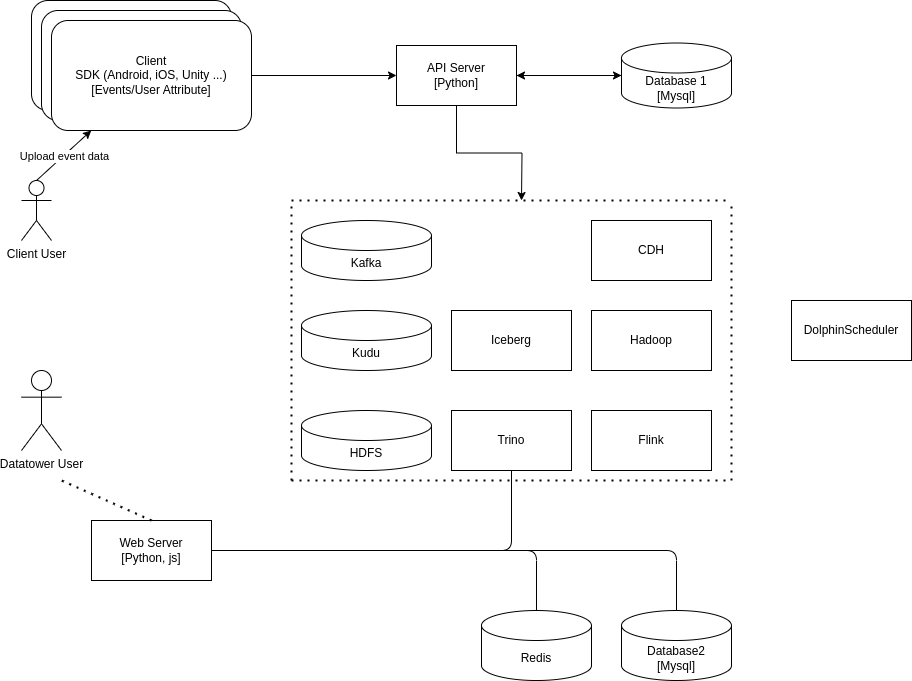 Client
SDK (Android, iOS, Unity ...)
[Events/User Attribute]
API Server
[Python]
Database 1
[Mysql]
Upload event data
Client User
Kafka
CDH
Kudu
Iceberg
Hadoop
DolphinScheduler
HDFS
Trino
Flink
Datatower User
Web Server
[Python, js]
Redis
Database2
[Mysql]